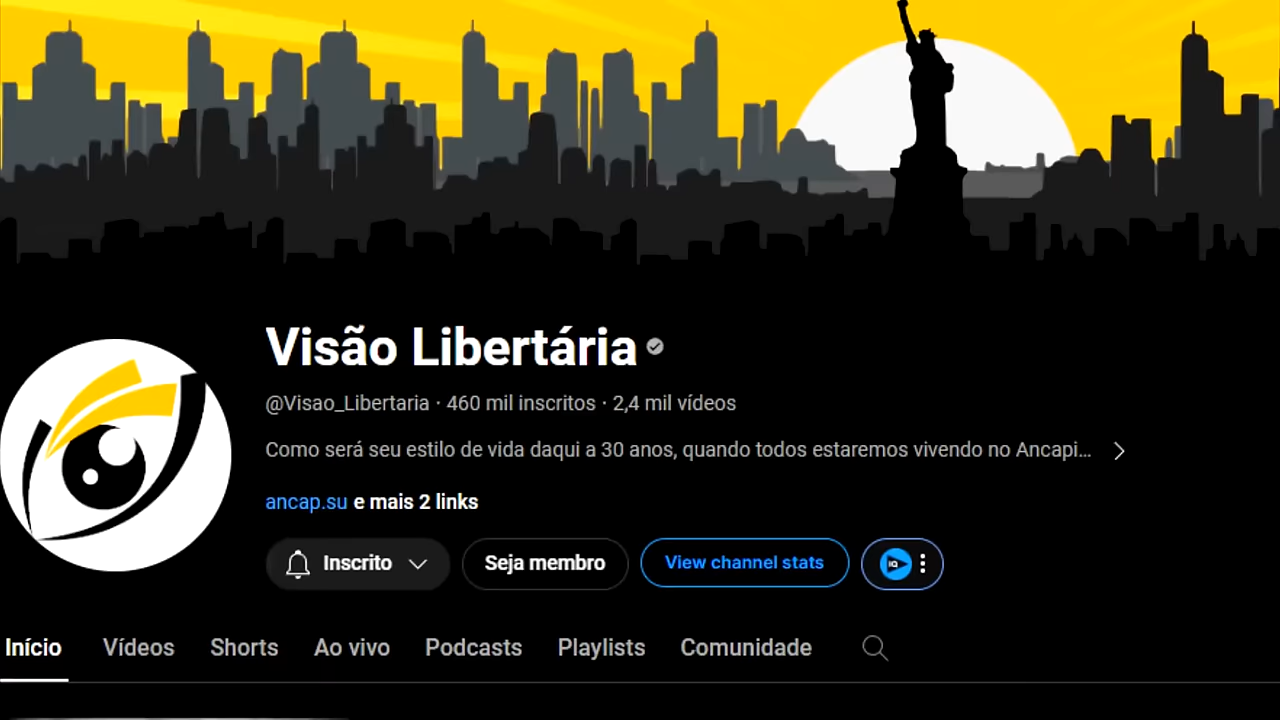 Visão Libertária
@Visao_Libertaria · 460 mil inscritos · 2,4 mil vídeos
Como será seu estilo de vida daqui a 30 anos, quando todos estaremos vivendo no Ancapi...
ancap.su e mais 2 links
Inscrito Seja membro View channel stats IQ
Início Vídeos Shorts Ao vivo Podcasts Playlists Comunidade